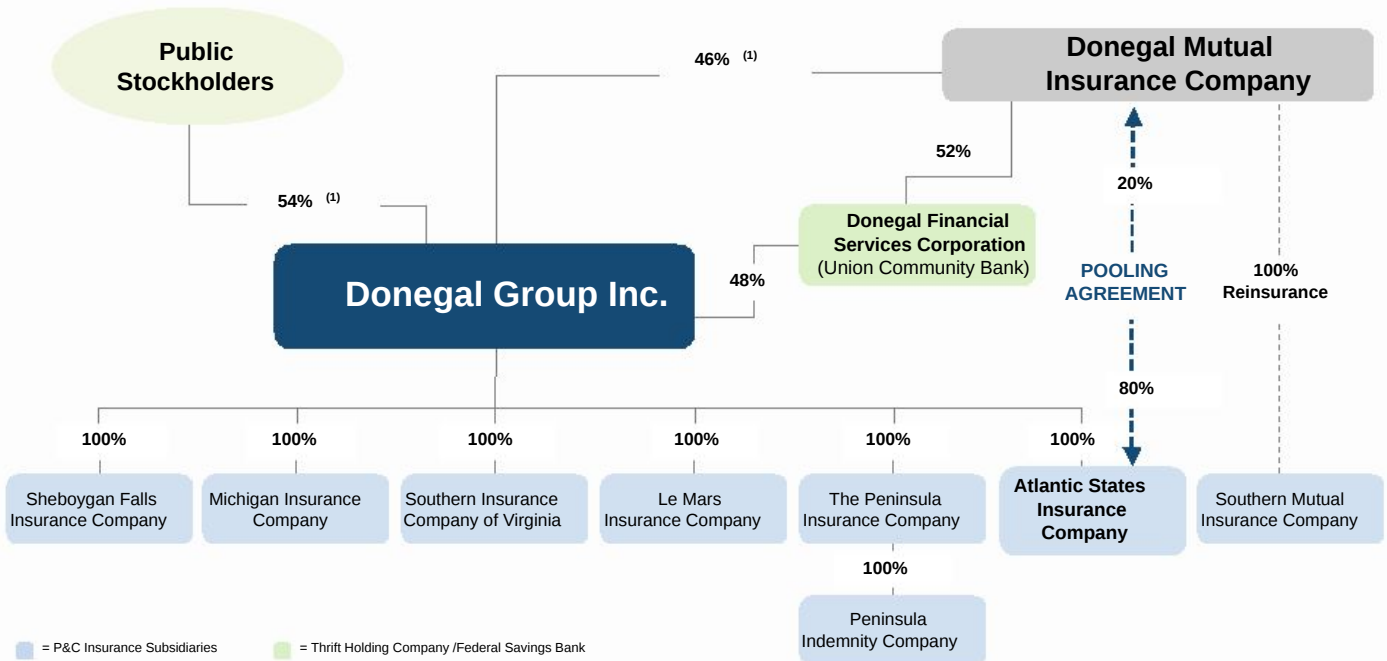 Public
Stockholders
46% (1)
Donegal Mutual
Insurance Company
52%
20%
54% (1)
Donegal Financial
Services Corporation
(Union Community Bank)
Donegal Group Inc.
48%
POOLING
AGREEMENT
100%
Reinsurance
80%
100%
100%
100%
100%
100%
100%
Sheboygan Falls
Insurance Company
Michigan Insurance
Company
Southern Insurance
Company of Virginia
Le Mars
Insurance Company
The Peninsula
Insurance Company
Atlantic States
Insurance
Company
Southern Mutual
Insurance Company
100%
Peninsula
Indemnity Company
= P&C Insurance Subsidiaries
= Thrift Holding Company /Federal Savings Bank